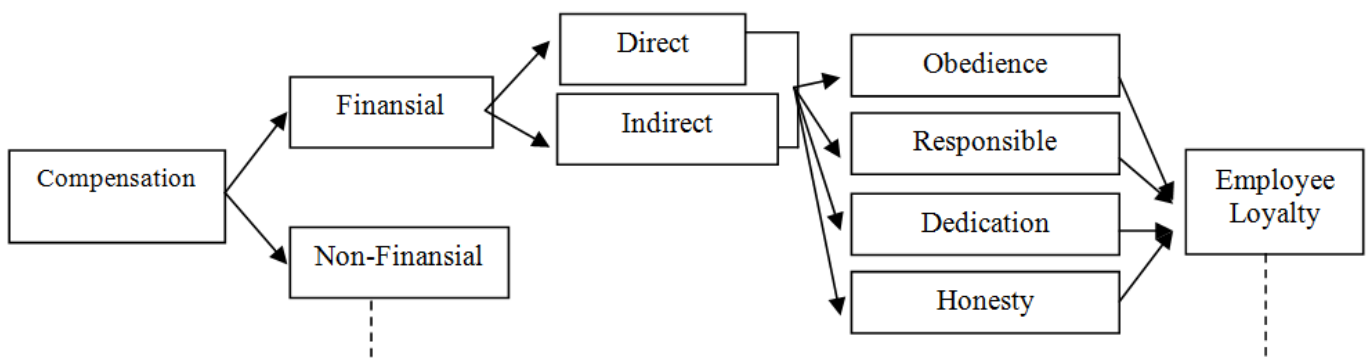 Compensation
Finansial
Non-Finansial
Direct
Indirect
Obedience
Responsible
Dedication
Honesty
Employee
Loyalty